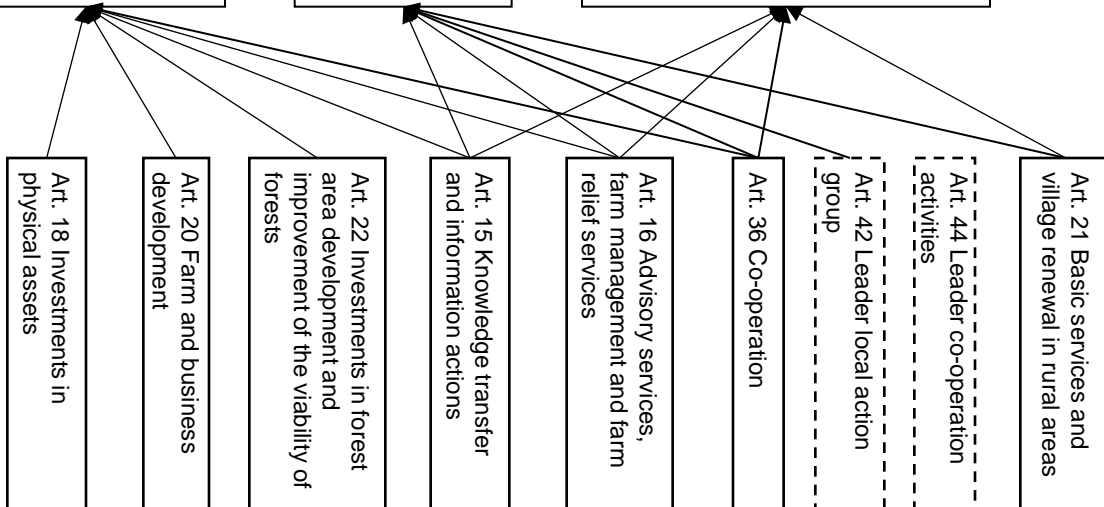 Art. 18 Investments in
physical assets
Art. 20 Farm and business
development
Art. 22 Investments in forest
area development and
improvement of the viability of
forests
Art. 15 Knowledge transfer
and information actions
Art. 16 Advisory services,
farm management and farm
relief services
Art. 36 Co-operation
Art. 42 Leader local action
group
Art. 44 Leader co-operation
activities
Art. 21 Basic services and
village renewal in rural areas